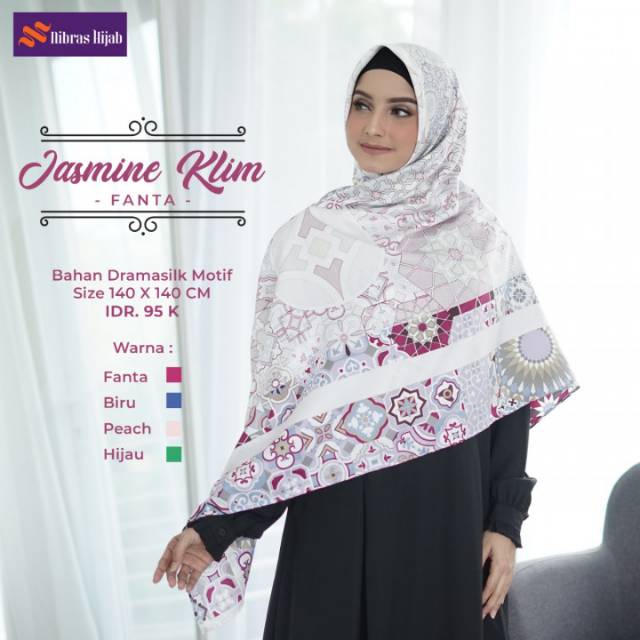 Nibras Hijab
Jasmine Klim
- FANTA -
Bahan Dramasilk Motif
Size 140 X 140 CM
IDR. 95 K
Warna :
Fanta
Biru
Peach
Hijau